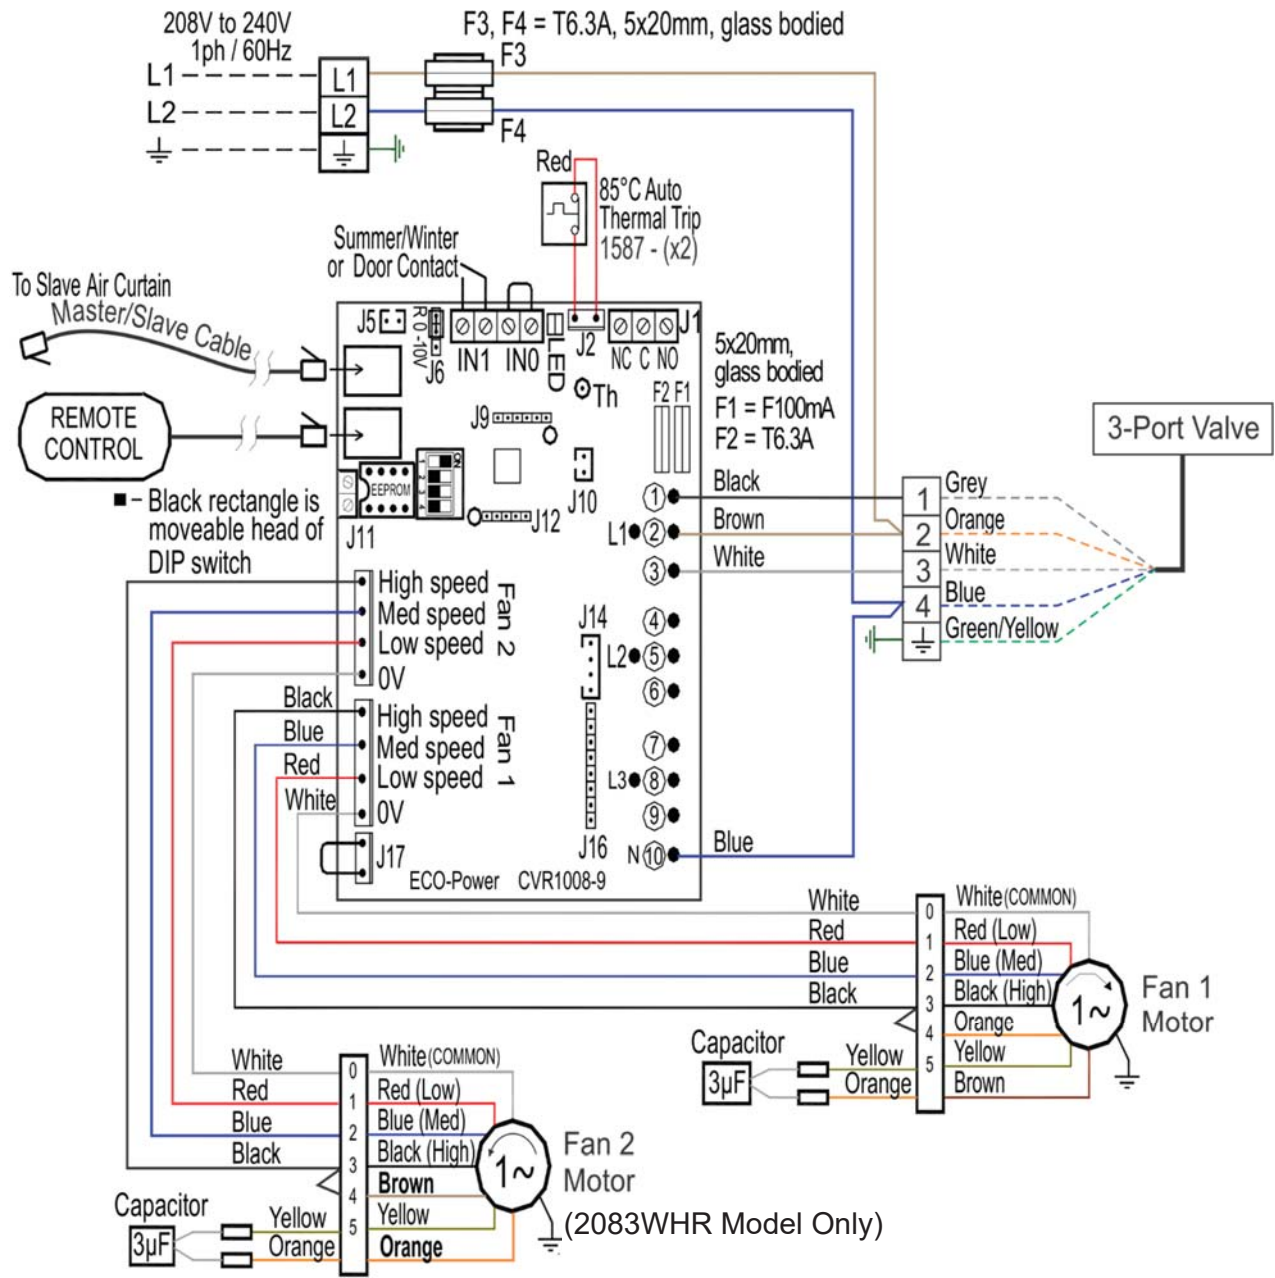 208V to 240V
1ph / 60Hz
F3, F4 = T6.3A, 5x20mm, glass bodied
L1
L1
F3
L2
L2
F4
Red
85°C Auto
Thermal Trip
1587 - (x2)
Summer/Winter
or Door Contact
To Slave Air Curtain
Master/Slave Cable
REMOTE
CONTROL
J5
R 0 -10V
J6
IN1
IN0
LED
J2
J1
NC C NO
Th
5x20mm,
glass bodied
F1 = F100mA
F2 = T6.3A
F2 F1
J9
EEPROM
ON
1
2
3
4
J10
J12
J11
■ – Black rectangle is
moveable head of
DIP switch
3-Port Valve
1
Black
1
Grey
L1
2
Brown
2
Orange
3
White
3
White
4
Blue
Green/Yellow
High speed
Med speed
Low speed
0V
Fan 2
J14
4
L2
5
6
Black
High speed
Blue
Med speed
Red
Low speed
White
0V
Fan 1
7
L3
8
9
J16
N
10
Blue
J17
ECO-Power
CVR1008-9
White
0
White (COMMON)
Red
1
Red (Low)
Blue
2
Blue (Med)
Black
3
Black (High)
4
Orange
Yellow
5
Yellow
Orange
Brown
Capacitor
3µF
1~
Fan 1
Motor
White
0
White (COMMON)
Red
1
Red (Low)
Blue
2
Blue (Med)
Black
3
Black (High)
4
Brown
Yellow
5
Yellow
Orange
Orange
Capacitor
3µF
1~
Fan 2
Motor
(2083WHR Model Only)